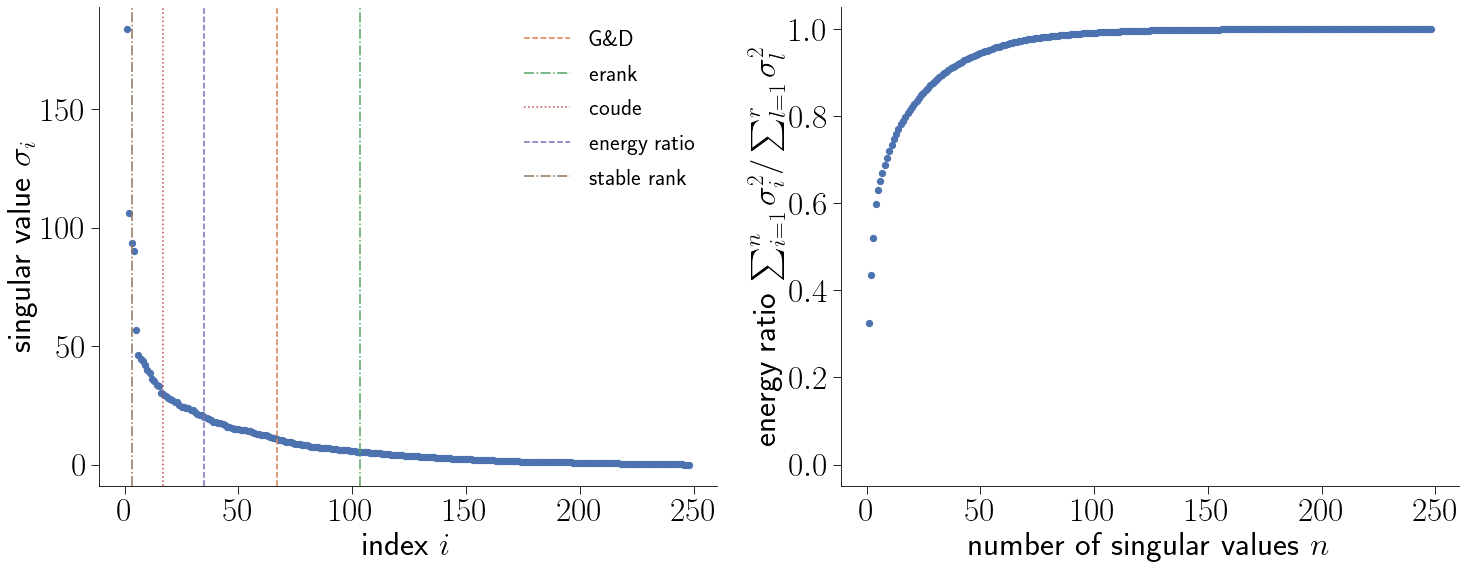 singular value σ_i
150
100
50
0
0 50 100 150 200 250
index i
G&D
erank
coude
energy ratio
stable rank
energy ratio ∑_{i=1}^{n} σ_i^2 / ∑_{l=1}^{r} σ_l^2
1.0
0.8
0.6
0.4
0.2
0.0
0 50 100 150 200 250
number of singular values n